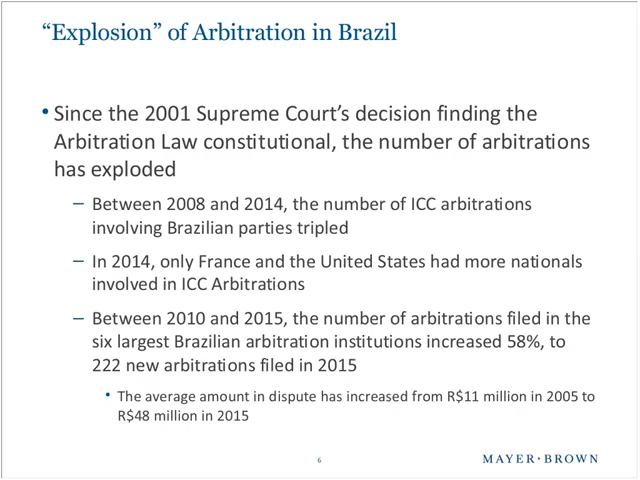 “Explosion” of Arbitration in Brazil
• Since the 2001 Supreme Court’s decision finding the
Arbitration Law constitutional, the number of arbitrations
has exploded
– Between 2008 and 2014, the number of ICC arbitrations
involving Brazilian parties tripled
– In 2014, only France and the United States had more nationals
involved in ICC Arbitrations
– Between 2010 and 2015, the number of arbitrations filed in the
six largest Brazilian arbitration institutions increased 58%, to
222 new arbitrations filed in 2015
• The average amount in dispute has increased from R$11 million in 2005 to
R$48 million in 2015
6
MAYER•BROWN